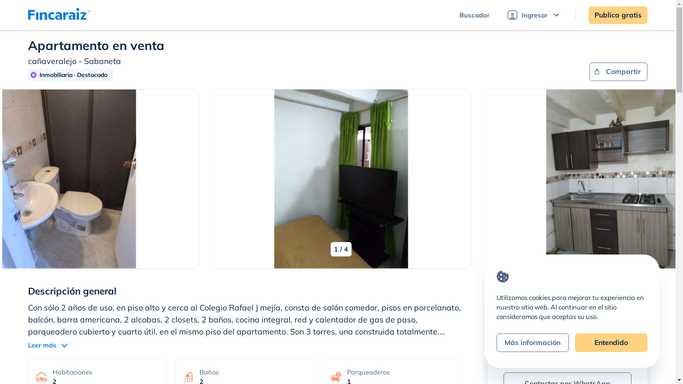 Fincaraiz
Buscador
Ingresar
Publica gratis
Apartamento en venta
cañaveralejo - Sabaneta
Inmobiliaria · Destacado
Compartir
1 / 4
Descripción general
Con sólo 2 años de uso, en piso alto y cerca al Colegio Rafael J mejía, consta de salón comedor, pisos en porcelanato,
balcón, barra americana, 2 alcobas, 2 closets, 2 baños, cocina integral, red y calentador de gas de paso,
parqueadero cubierto y cuarto útil, en el mismo piso del apartamento. Son 3 torres, una construida totalmente....
Leer más
Habitaciones
2
Baños
2
Parqueaderos
1
Utilizamos cookies para mejorar tu experiencia en
nuestro sitio web. Al continuar en el sitio
consideramos que aceptas su uso.
Más información
Entendido
Contactar por WhatsApp